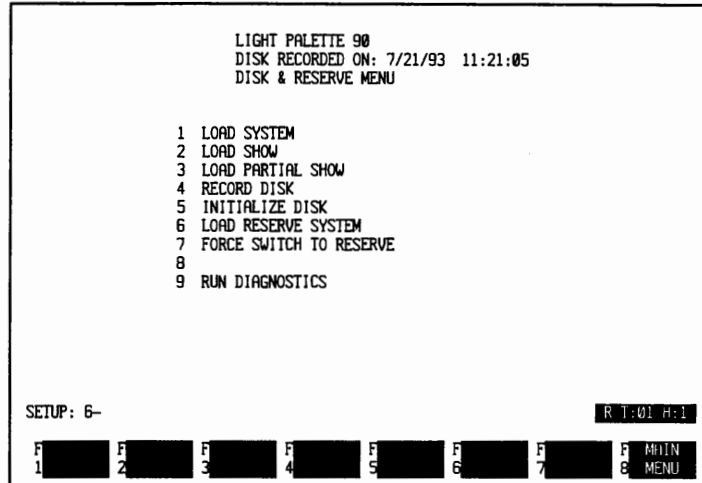 LIGHT PALETTE 90
DISK RECORDED ON: 7/21/93 11:21:05
DISK & RESERVE MENU
1 LOAD SYSTEM
2 LOAD SHOW
3 LOAD PARTIAL SHOW
4 RECORD DISK
5 INITIALIZE DISK
6 LOAD RESERVE SYSTEM
7 FORCE SWITCH TO RESERVE
8
9 RUN DIAGNOSTICS
SETUP: 6-
R T:01 H:1
F F F F F F F F MAIN
1 2 3 4 5 6 7 8 MENU